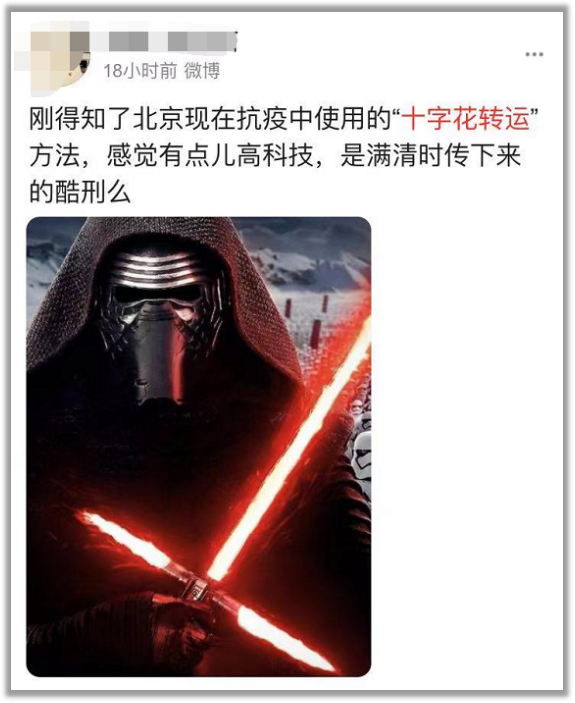 18小时前 微博
刚得知了北京现在抗疫中使用的“十字花转运”
方法，感觉有点儿高科技，是满清时传下来
的酷刑么